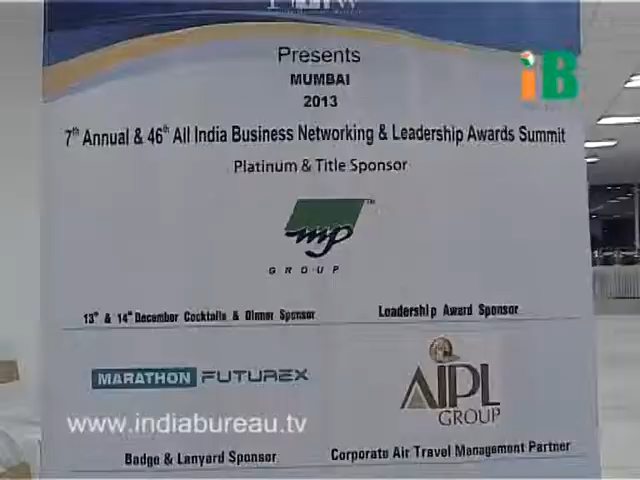 Presents
MUMBAI
2013
7th Annual & 46th All India Business Networking & Leadership Awards Summit
Platinum & Title Sponsor
mp™
GROUP
13th & 14th December Cocktails & Dinner Sponsor
Leadership Award Sponsor
MARATHON FUTUREX
AIPL
GROUP
www.indiabureau.tv
Badge & Lanyard Sponsor
Corporate Air Travel Management Partner
iB